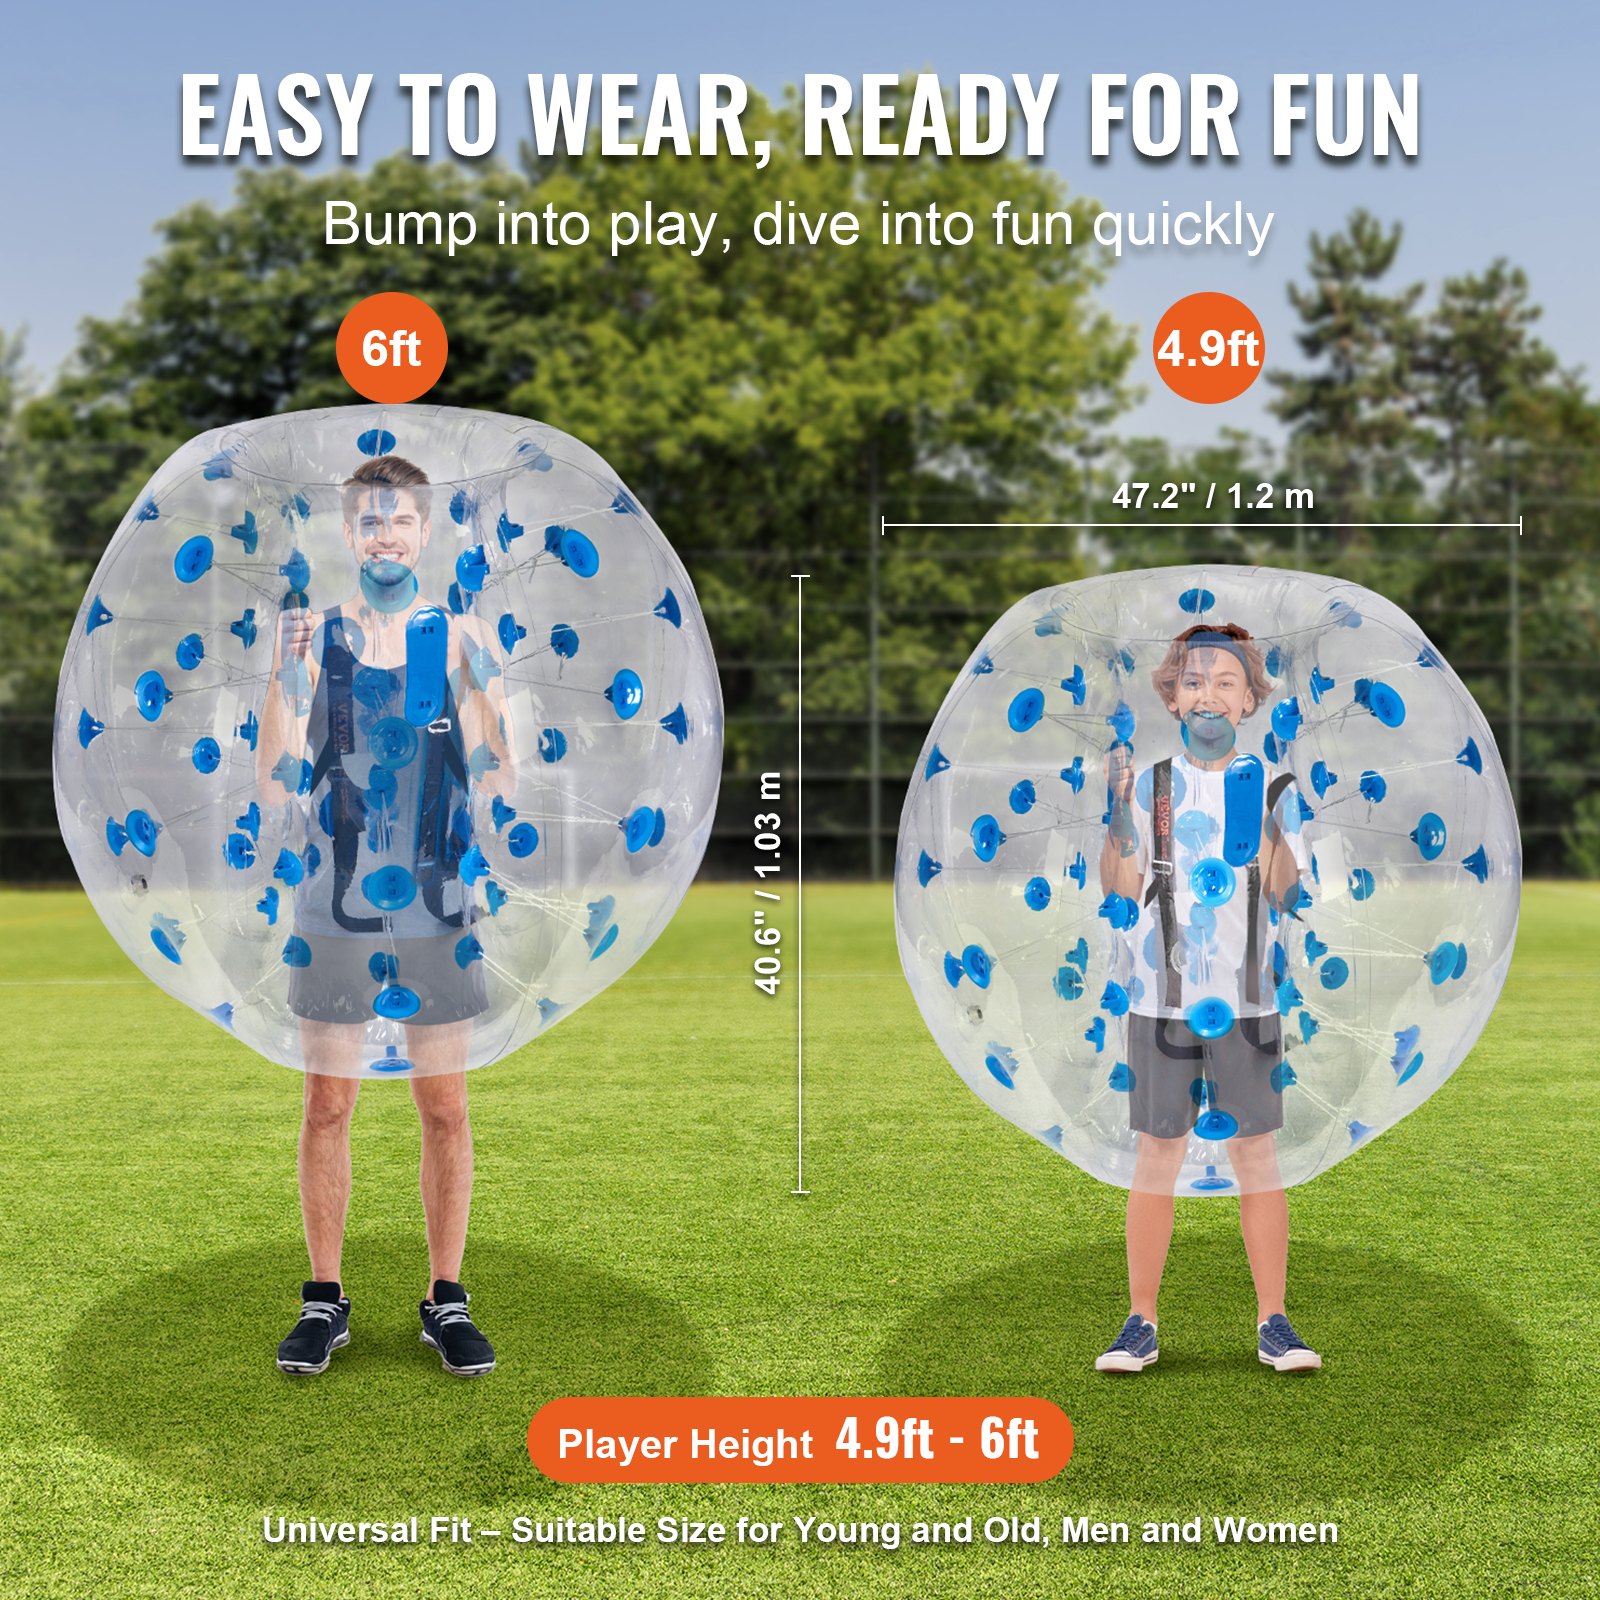 EASY TO WEAR, READY FOR FUN
Bump into play, dive into fun quickly
6ft
4.9ft
47.2" / 1.2 m
40.6" / 1.03 m
VEVOR
VEVOR
Player Height 4.9ft - 6ft
Universal Fit – Suitable Size for Young and Old, Men and Women